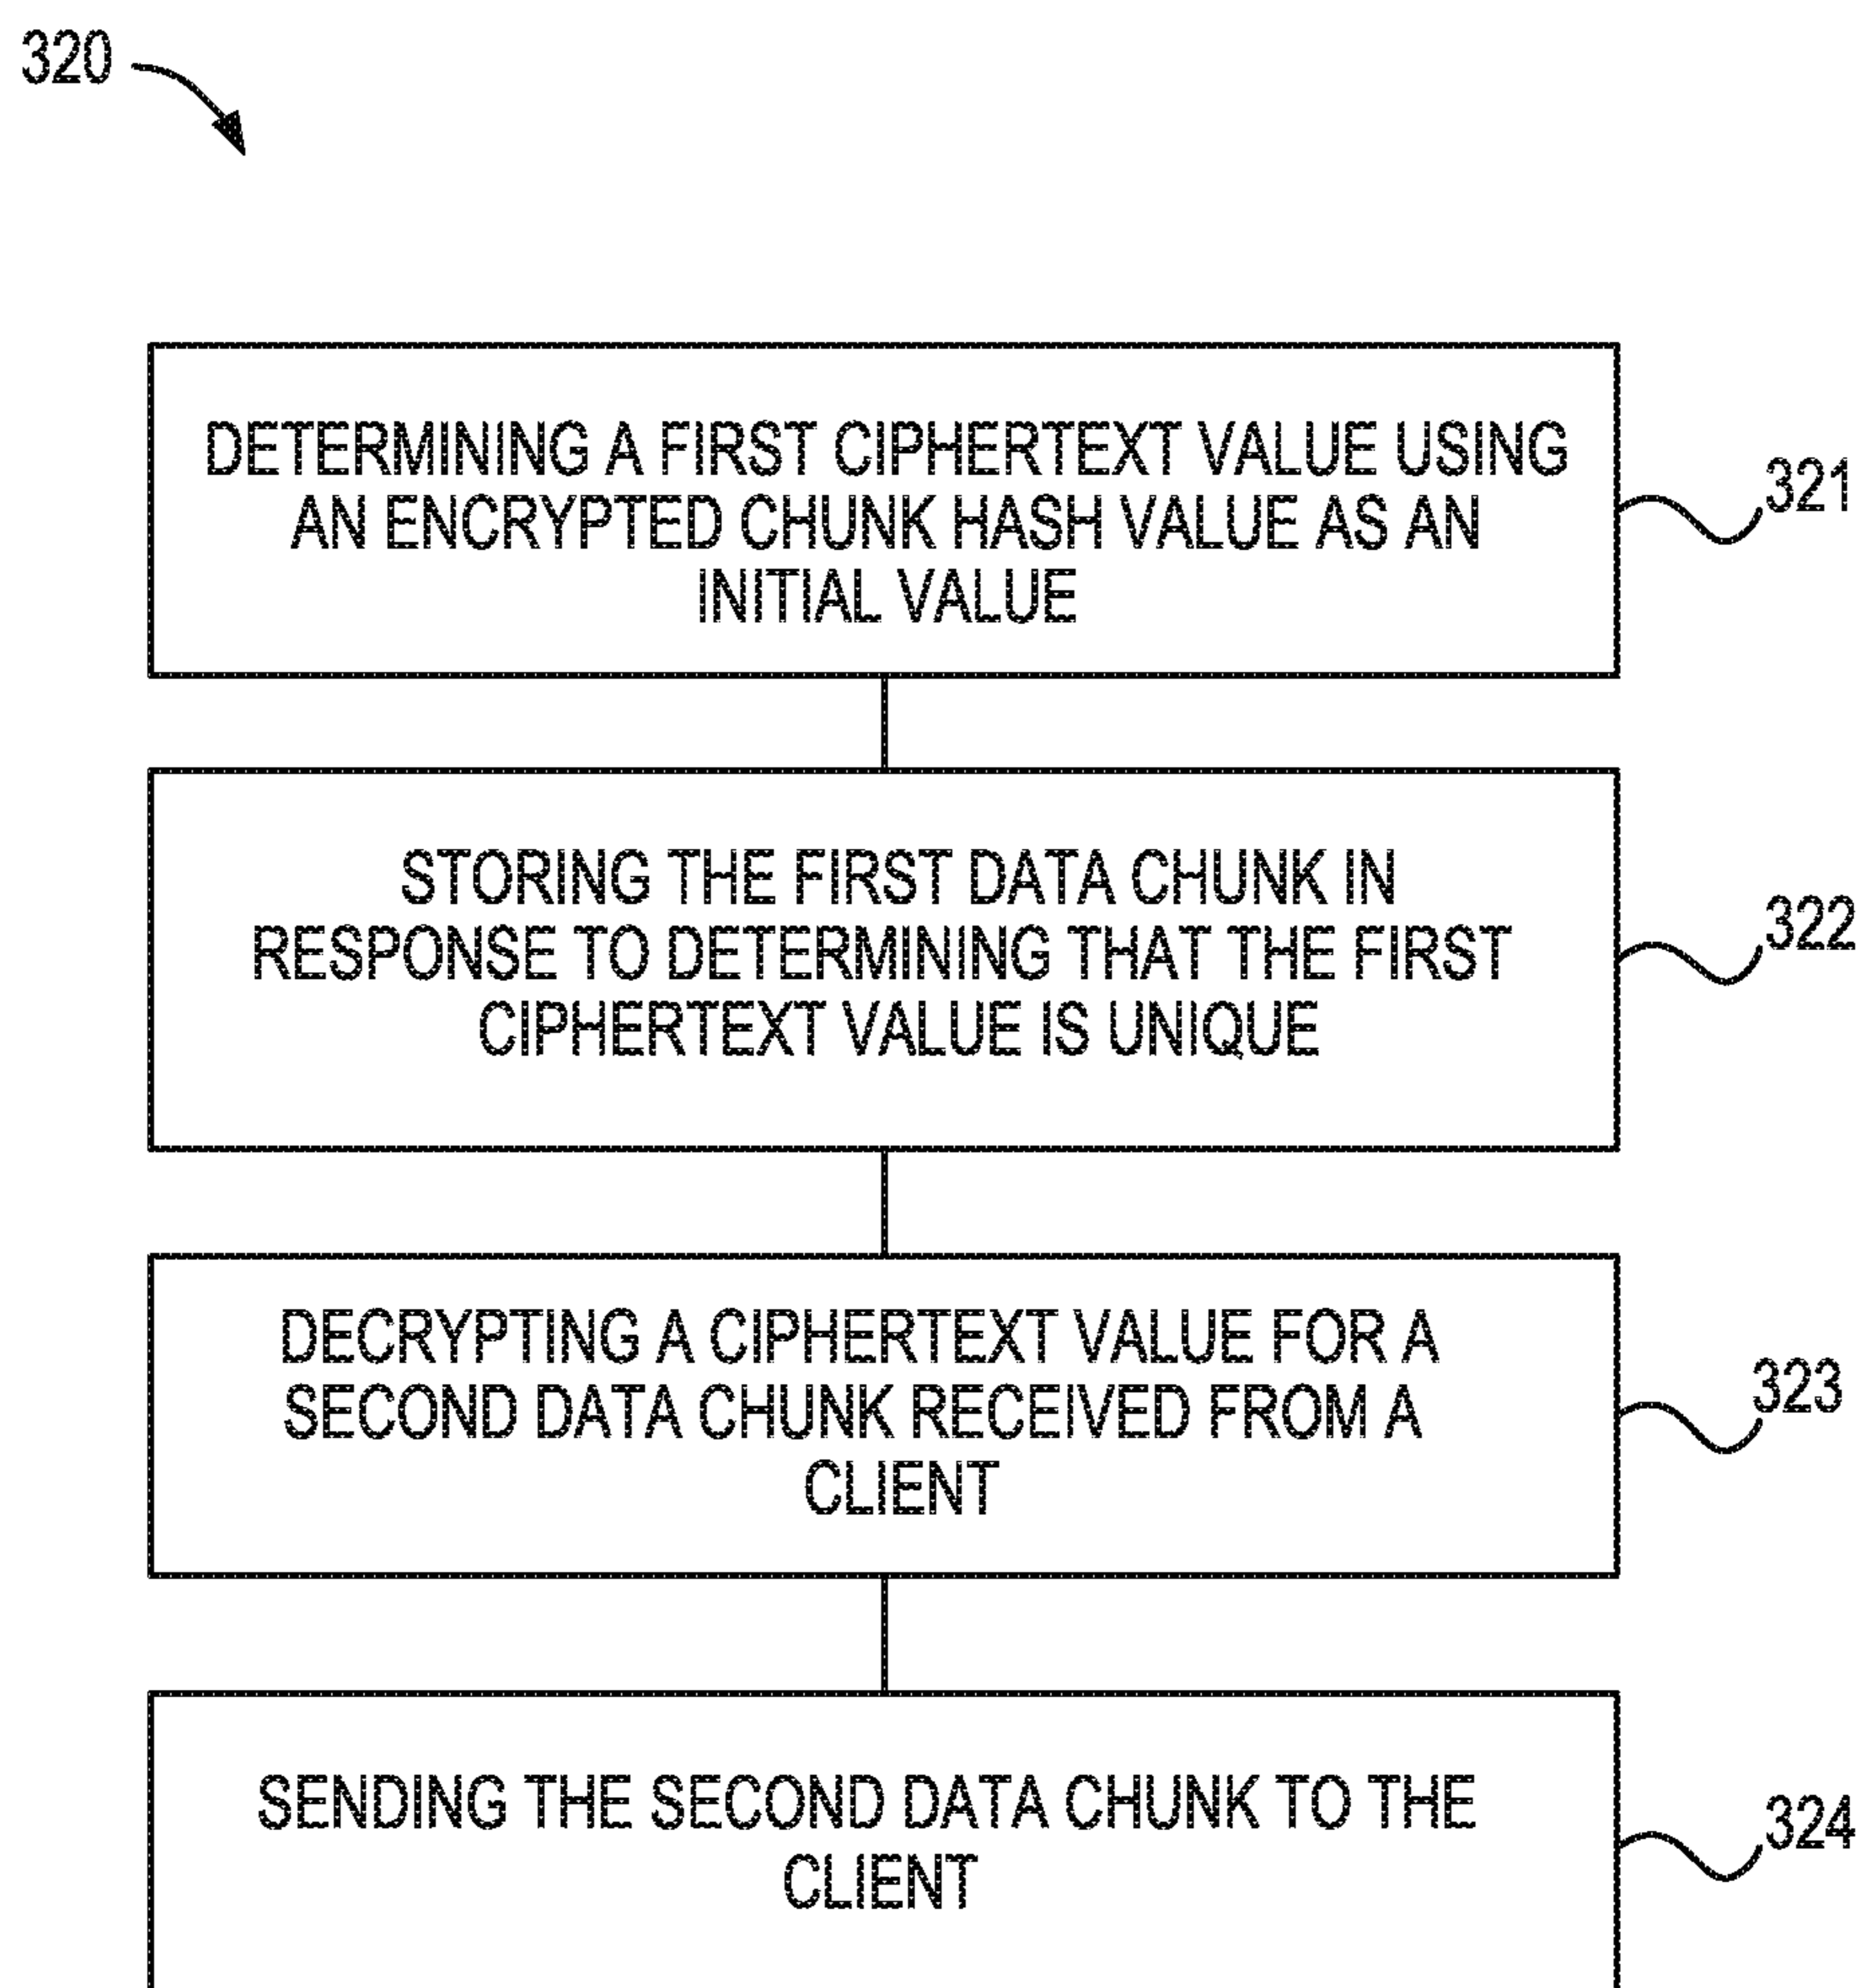 320
DETERMINING A FIRST CIPHERTEXT VALUE USING
AN ENCRYPTED CHUNK HASH VALUE AS AN
INITIAL VALUE
321
STORING THE FIRST DATA CHUNK IN
RESPONSE TO DETERMINING THAT THE FIRST
CIPHERTEXT VALUE IS UNIQUE
322
DECRYPTING A CIPHERTEXT VALUE FOR A
SECOND DATA CHUNK RECEIVED FROM A
CLIENT
323
SENDING THE SECOND DATA CHUNK TO THE
CLIENT
324